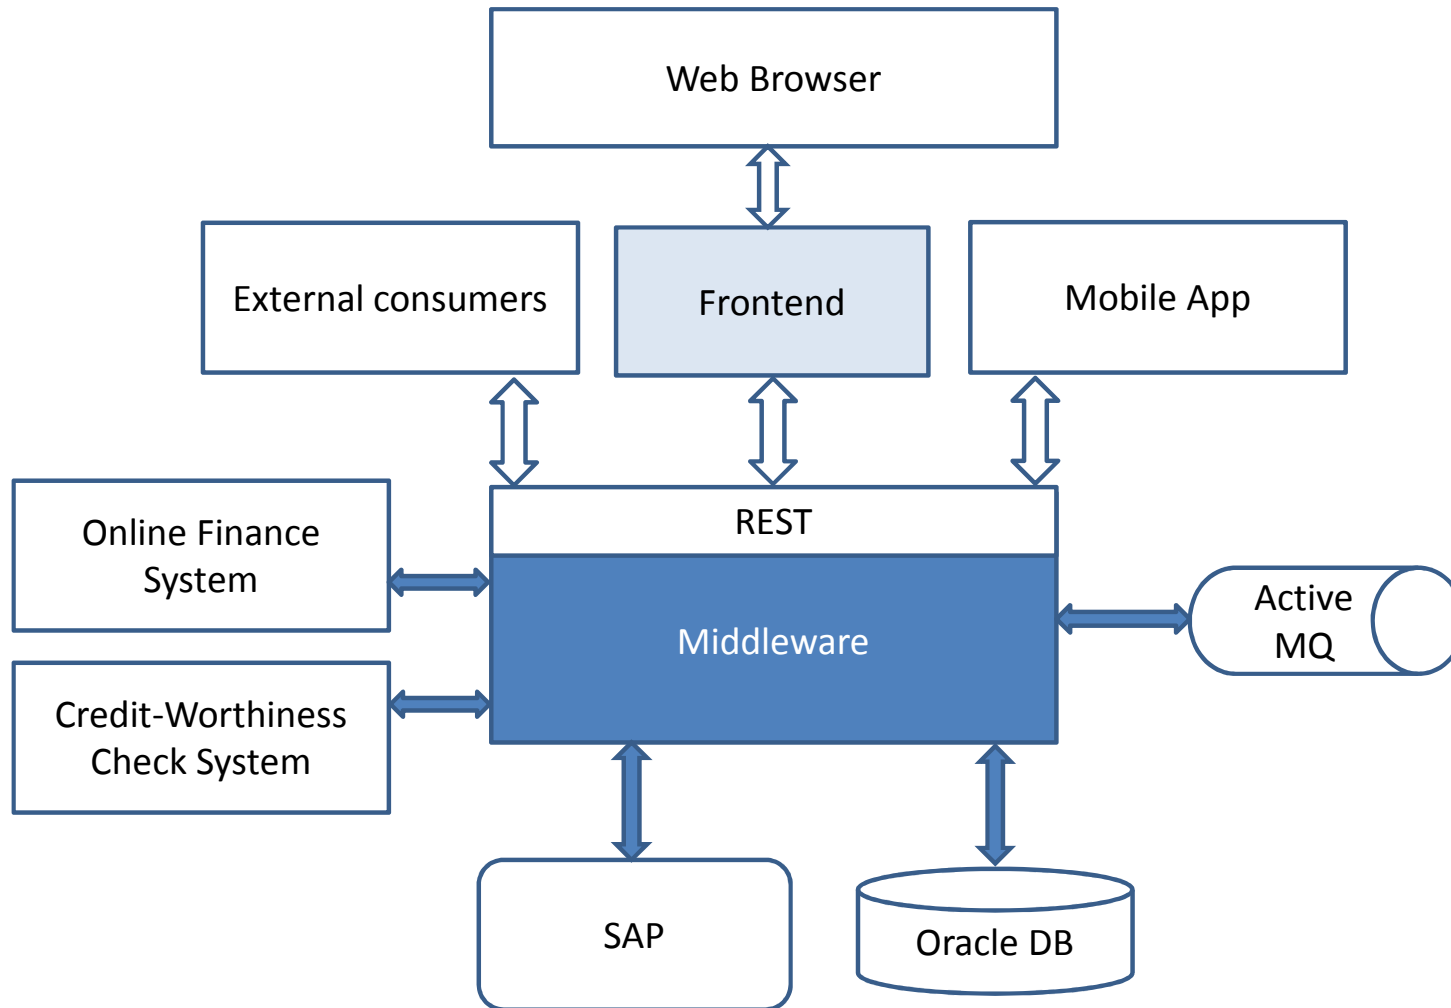 Web Browser
External consumers
Frontend
Mobile App
REST
Online Finance
System
Middleware
Active
MQ
Credit-Worthiness
Check System
SAP
Oracle DB